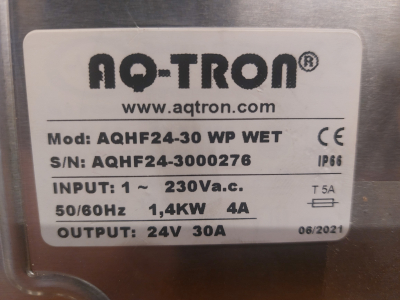 AQ-TRON®
www.aqtron.com
Mod: AQHF24-30 WP WET CE
S/N: AQHF24-3000276 IP66
INPUT: 1 ~ 230Va.c. T 5A
50/60Hz 1,4KW 4A
OUTPUT: 24V 30A 06/2021